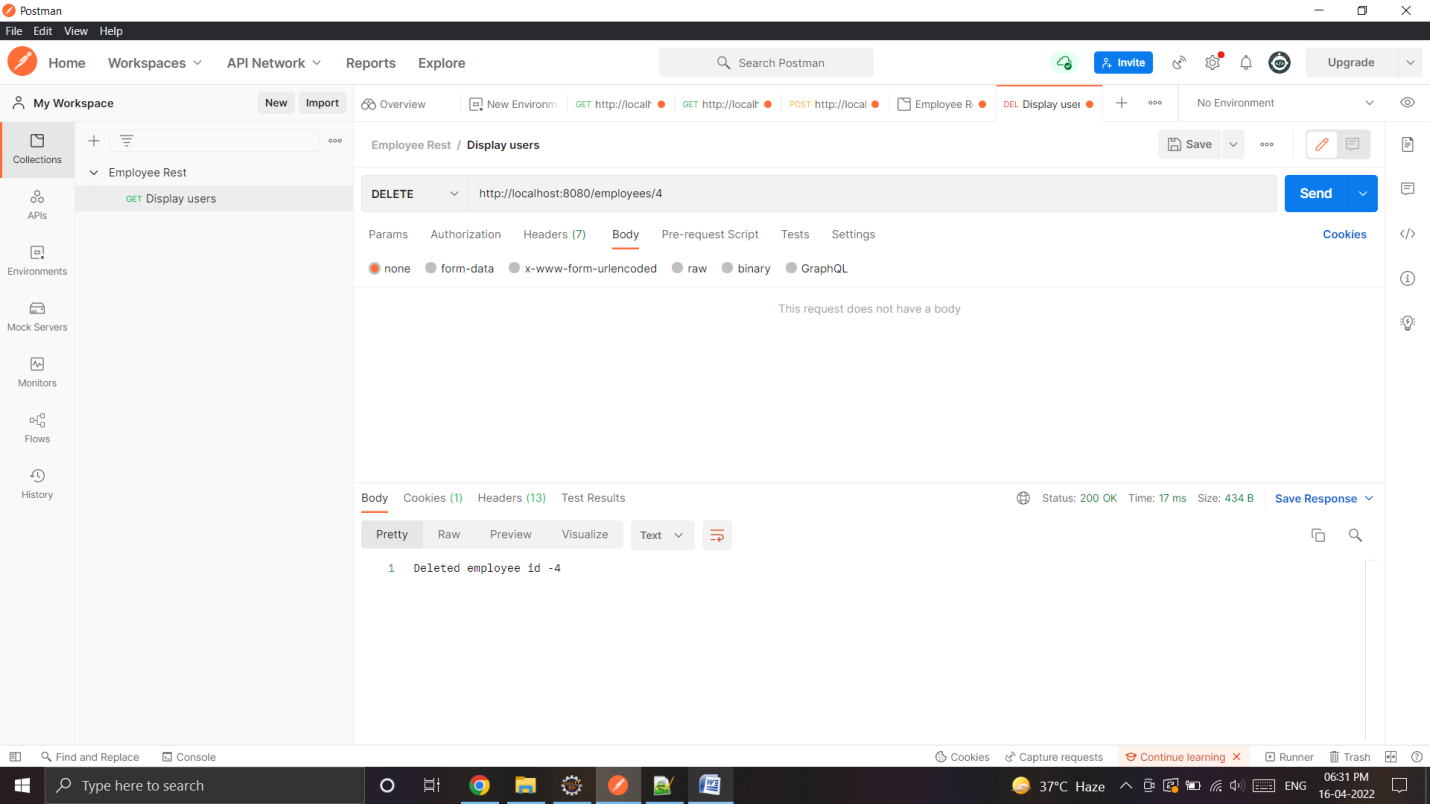 Postman
File Edit View Help
Home Workspaces API Network Reports Explore Search Postman Invite Upgrade
My Workspace New Import Overview New Environm GET http://localh GET http://localh POST http://local Employee R DEL Display user No Environment
Collections
APIs
Environments
Mock Servers
Monitors
Flows
History
Employee Rest
GET Display users
Employee Rest / Display users Save
DELETE http://localhost:8080/employees/4 Send
Params Authorization Headers (7) Body Pre-request Script Tests Settings Cookies
none form-data x-www-form-urlencoded raw binary GraphQL
This request does not have a body
Body Cookies (1) Headers (13) Test Results Status: 200 OK Time: 17 ms Size: 434 B Save Response
Pretty Raw Preview Visualize Text
1 Deleted employee id -4
Find and Replace Console Cookies Capture requests Continue learning Runner Trash
Type here to search 37°C Haze ENG 06:31 PM
16-04-2022